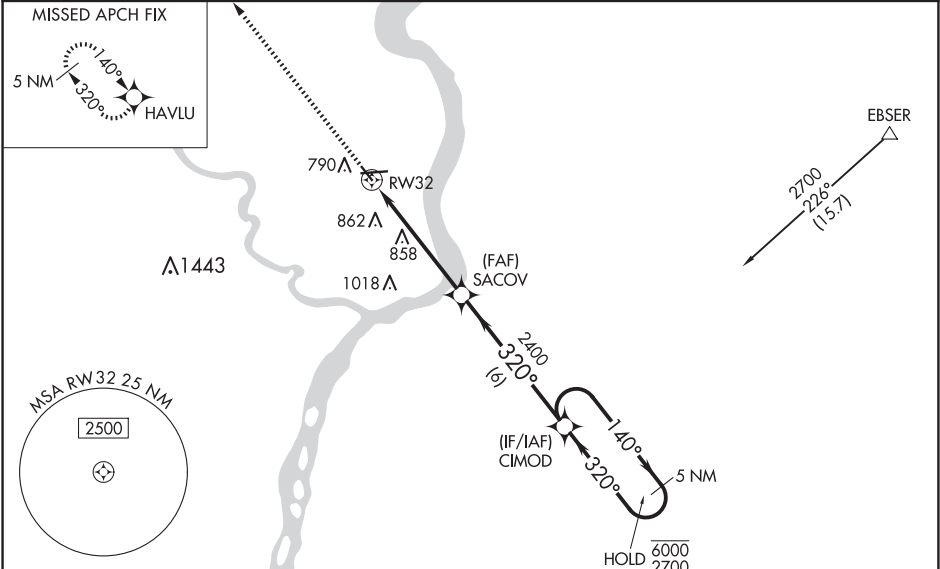 MISSED APCH FIX
140°
5 NM
320°
HAVLU
EBSER
2700
226°
(15.7)
790
RW32
862
858
(FAF)
SACOV
1443
1018
2400
320°
(6)
MSA RW32 25 NM
2500
(IF/IAF)
CIMOD
140°
320°
5 NM
HOLD
6000
2700